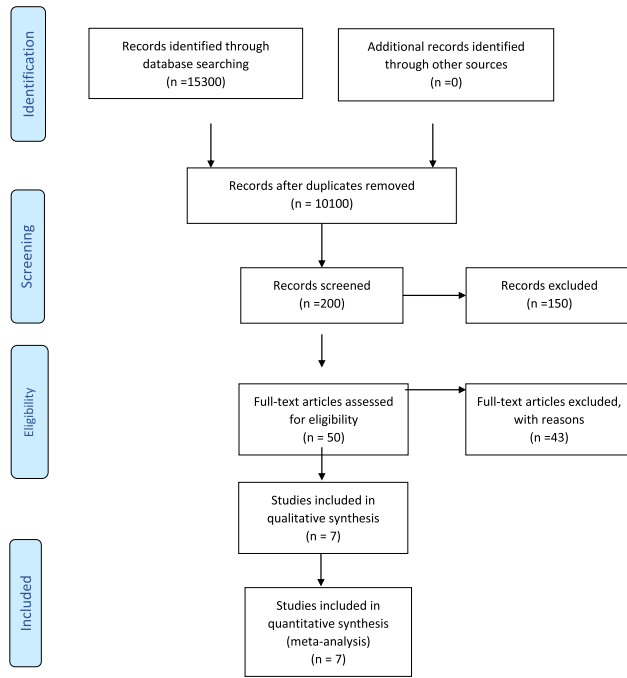 Identification
Records identified through
database searching
(n =15300)
Additional records identified
through other sources
(n =0)
Records after duplicates removed
(n = 10100)
Screening
Records screened
(n =200)
Records excluded
(n =150)
Eligibility
Full-text articles assessed
for eligibility
(n = 50)
Full-text articles excluded,
with reasons
(n =43)
Studies included in
qualitative synthesis
(n = 7)
Included
Studies included in
quantitative synthesis
(meta-analysis)
(n = 7)